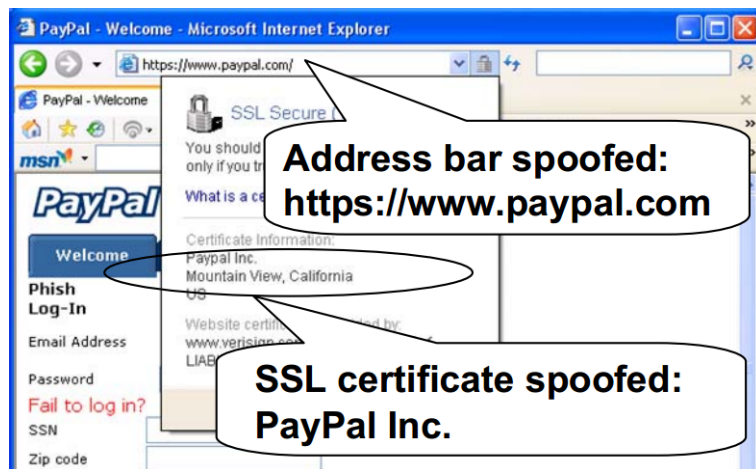 PayPal - Welcome - Microsoft Internet Explorer
https://www.paypal.com/
PayPal - Welcome
SSL Secure (
You should
only if you tr
msn
What is a ce
Address bar spoofed:
https://www.paypal.com
PayPal
Certificate Information:
Welcome
Paypal Inc.
Mountain View, California
US
Phish
Log-In
Website certif
ed by:
www.verisign.co
LIAB
Email Address
Password
SSL certificate spoofed:
PayPal Inc.
Fail to log in?
SSN
Zip code